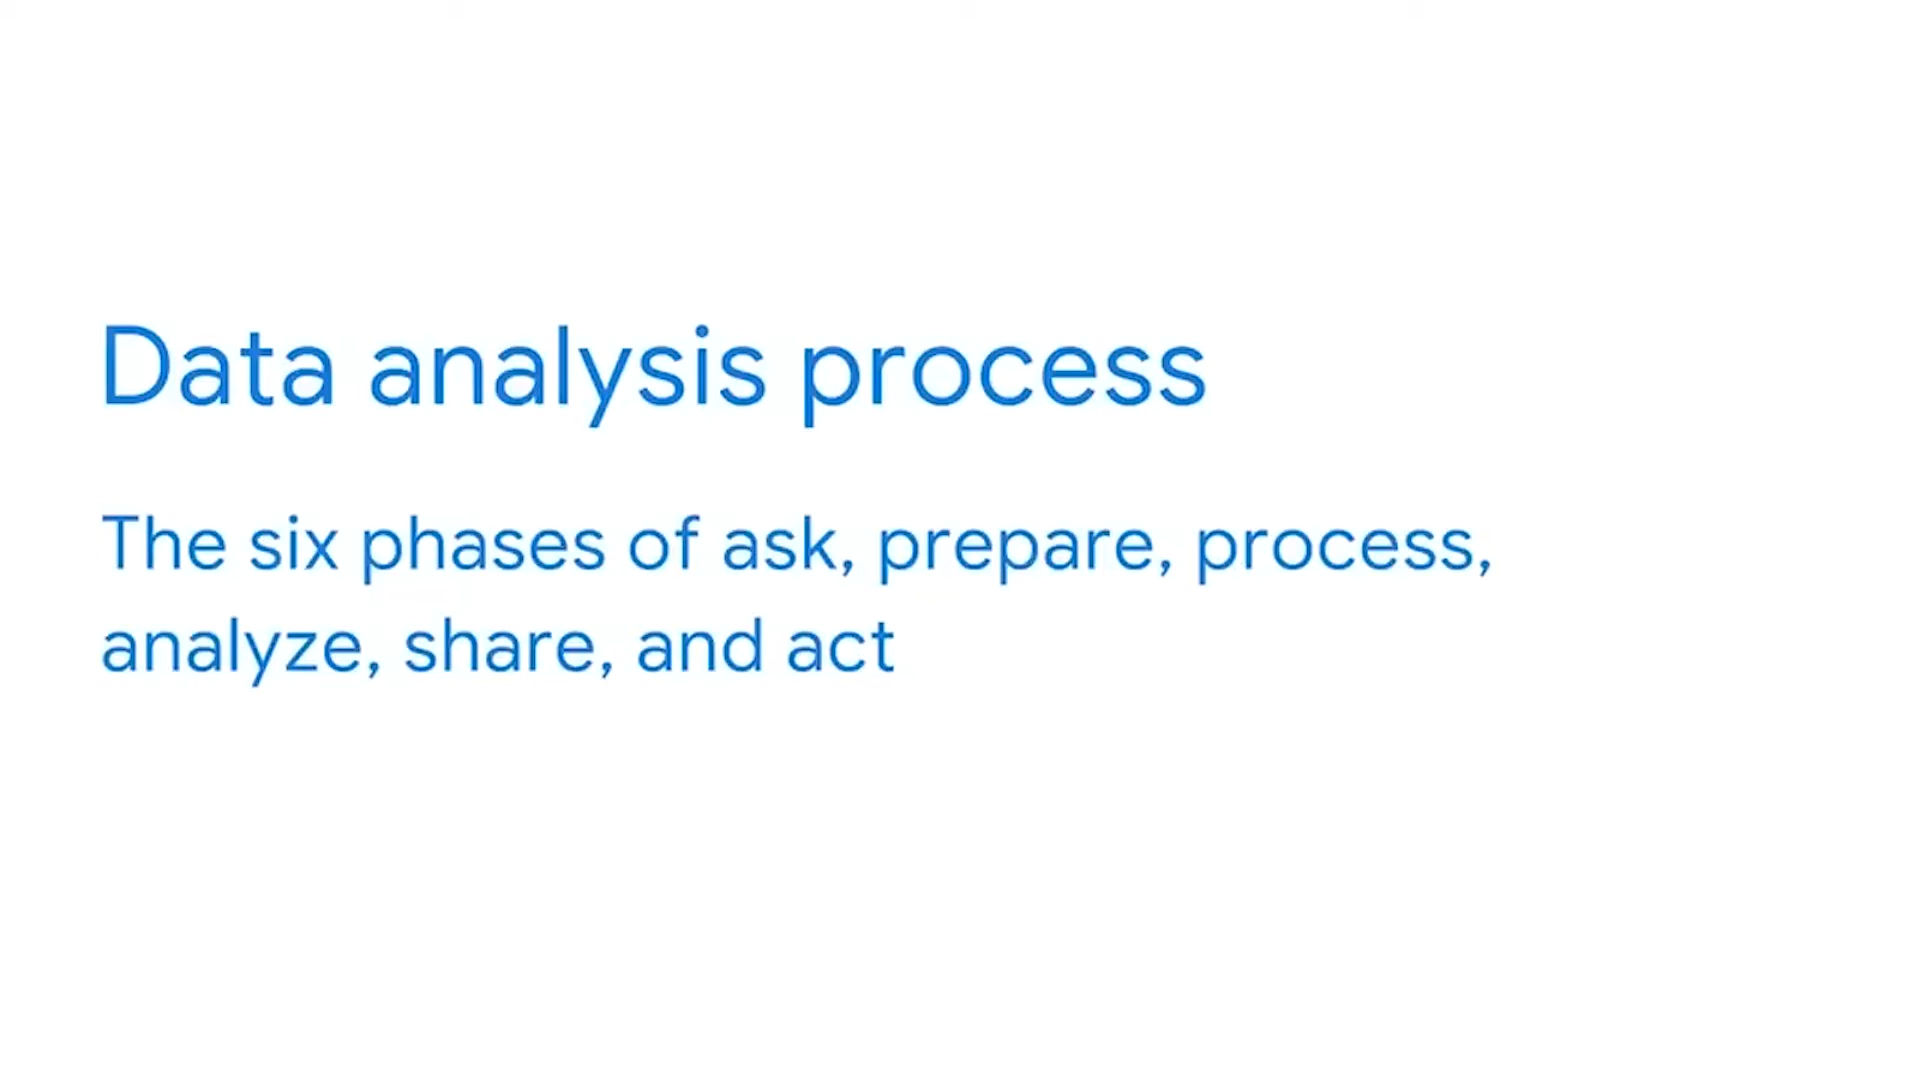 Data analysis process
The six phases of ask, prepare, process,
analyze, share, and act